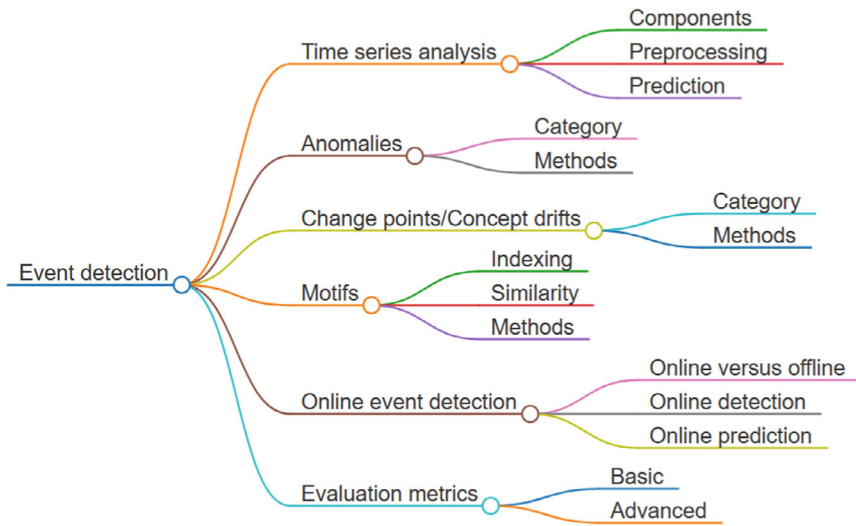 Event detection
Time series analysis
Components
Preprocessing
Prediction
Anomalies
Category
Methods
Change points/Concept drifts
Category
Methods
Motifs
Indexing
Similarity
Methods
Online event detection
Online versus offline
Online detection
Online prediction
Evaluation metrics
Basic
Advanced